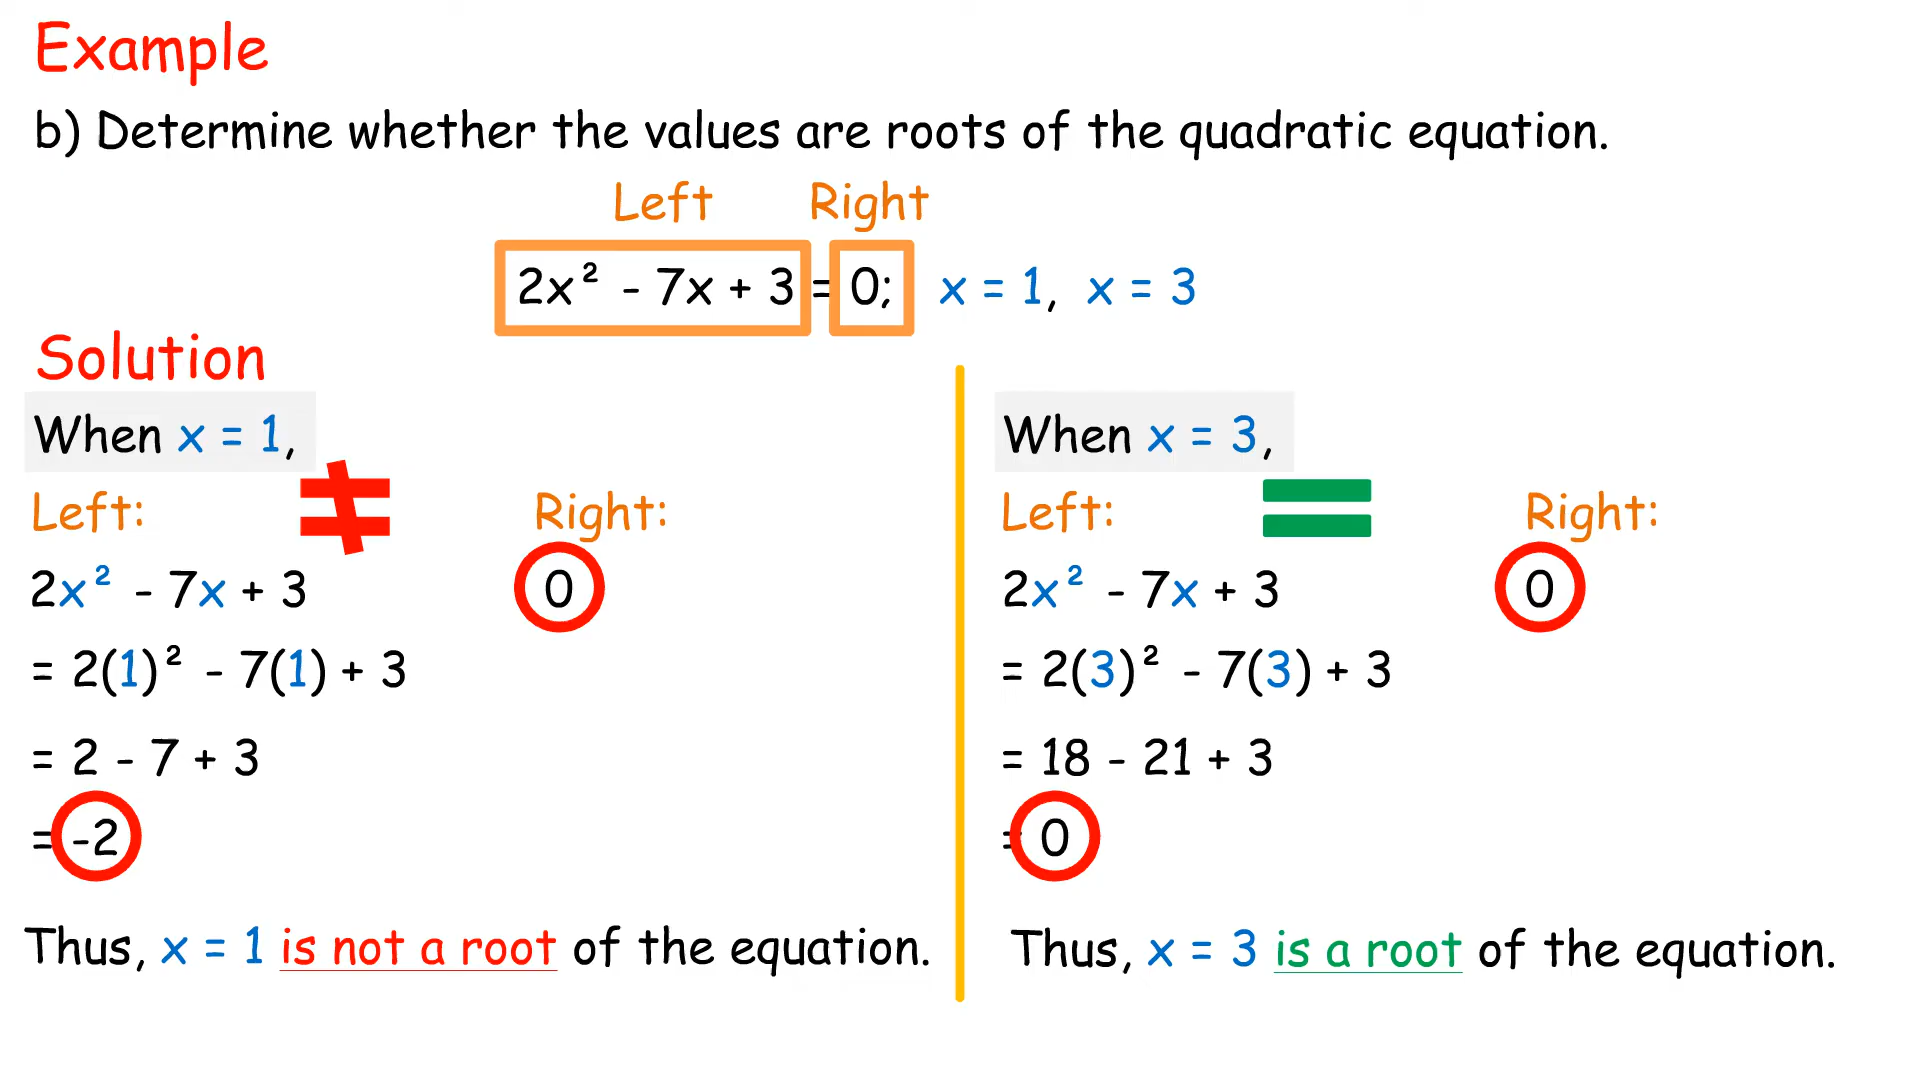 Example
b) Determine whether the values are roots of the quadratic equation.
Left Right
2x² - 7x + 3 = 0; x = 1, x = 3
Solution
When x = 1,
Left: ≠ Right:
2x² - 7x + 3 0
= 2(1)² - 7(1) + 3
= 2 - 7 + 3
= -2
Thus, x = 1 is not a root of the equation.
When x = 3,
Left: = Right:
2x² - 7x + 3 0
= 2(3)² - 7(3) + 3
= 18 - 21 + 3
= 0
Thus, x = 3 is a root of the equation.